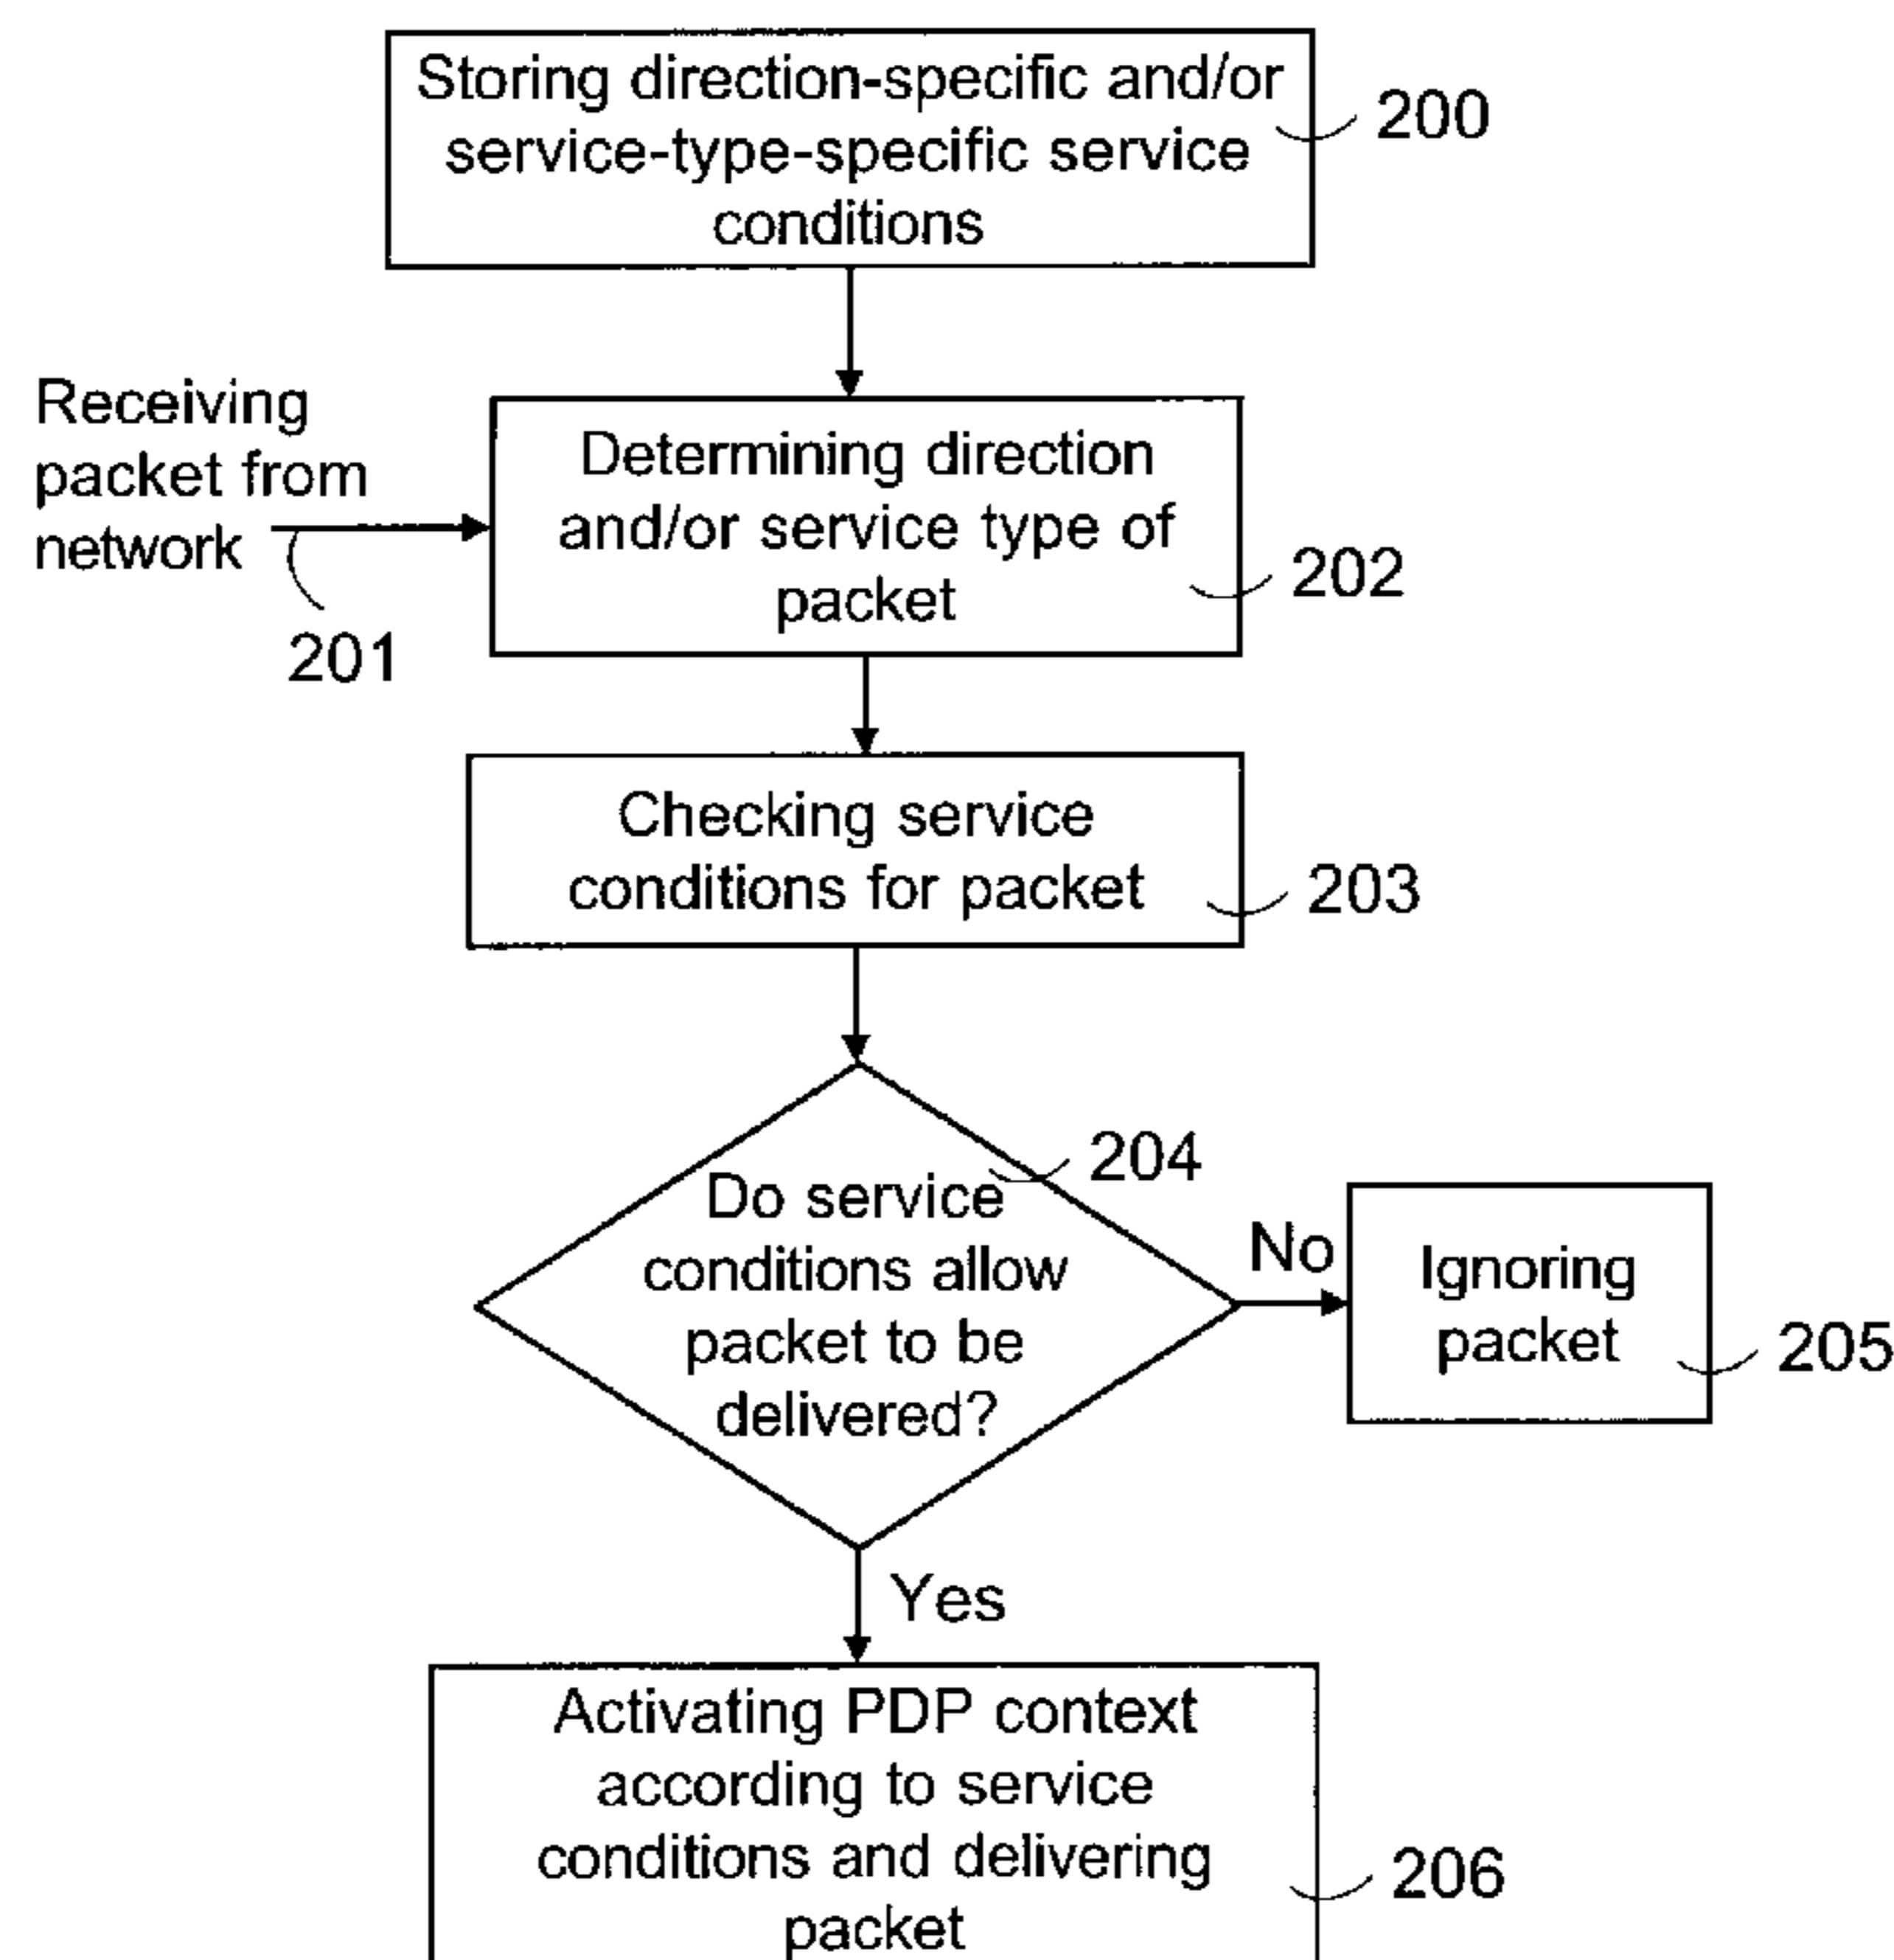 Storing direction-specific and/or
service-type-specific service
conditions
200
Receiving
packet from
network
201
Determining direction
and/or service type of
packet
202
Checking service
conditions for packet
203
204
Do service
conditions allow
packet to be
delivered?
No
Ignoring
packet
205
Yes
Activating PDP context
according to service
conditions and delivering
packet
206